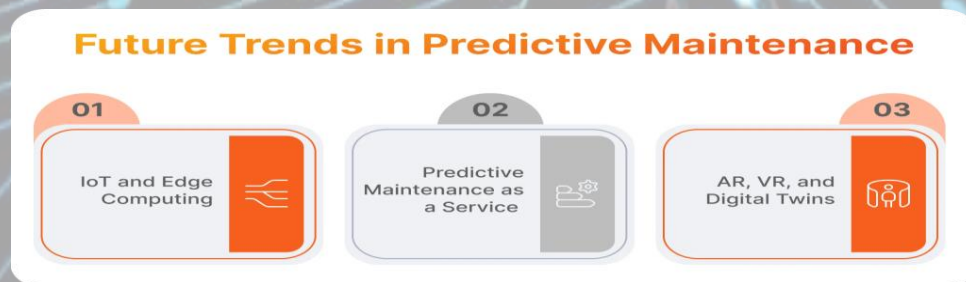 Future Trends in Predictive Maintenance
01
IoT and Edge
Computing
02
Predictive
Maintenance as
a Service
03
AR, VR, and
Digital Twins